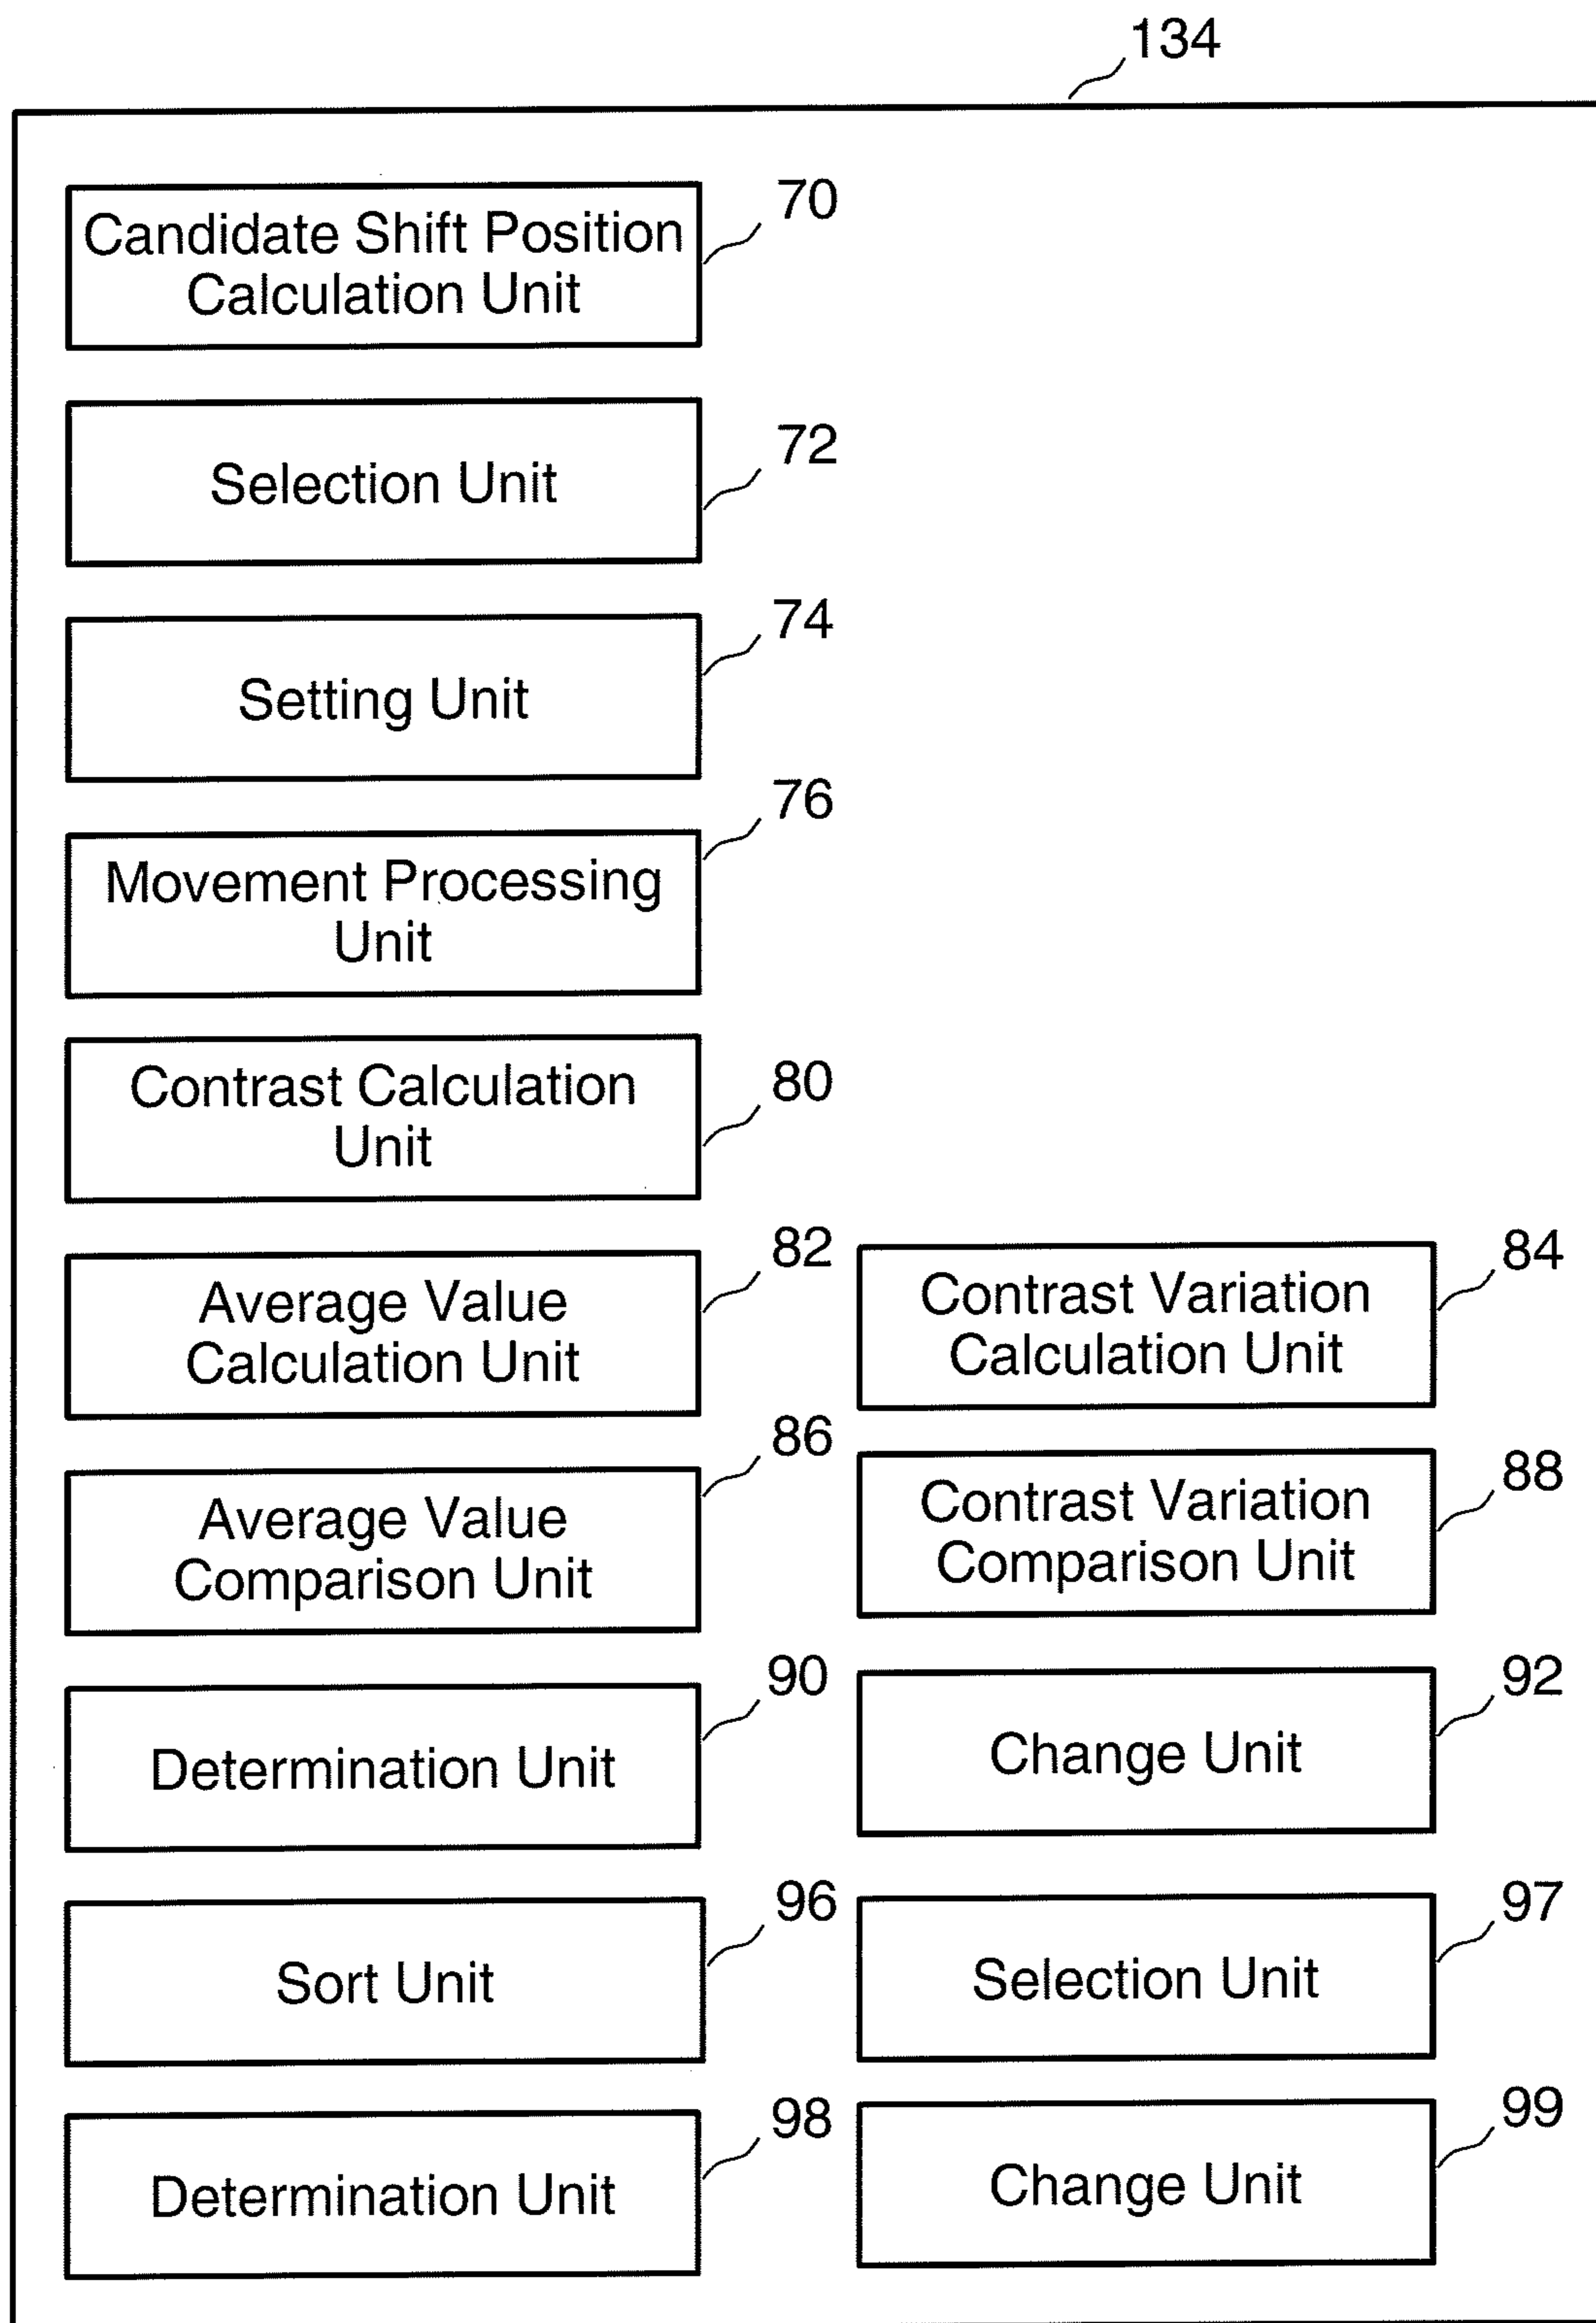 134
Candidate Shift Position
Calculation Unit
70
Selection Unit
72
Setting Unit
74
Movement Processing
Unit
76
Contrast Calculation
Unit
80
Average Value
Calculation Unit
82
Contrast Variation
Calculation Unit
84
Average Value
Comparison Unit
86
Contrast Variation
Comparison Unit
88
Determination Unit
90
Change Unit
92
Sort Unit
96
Selection Unit
97
Determination Unit
98
Change Unit
99